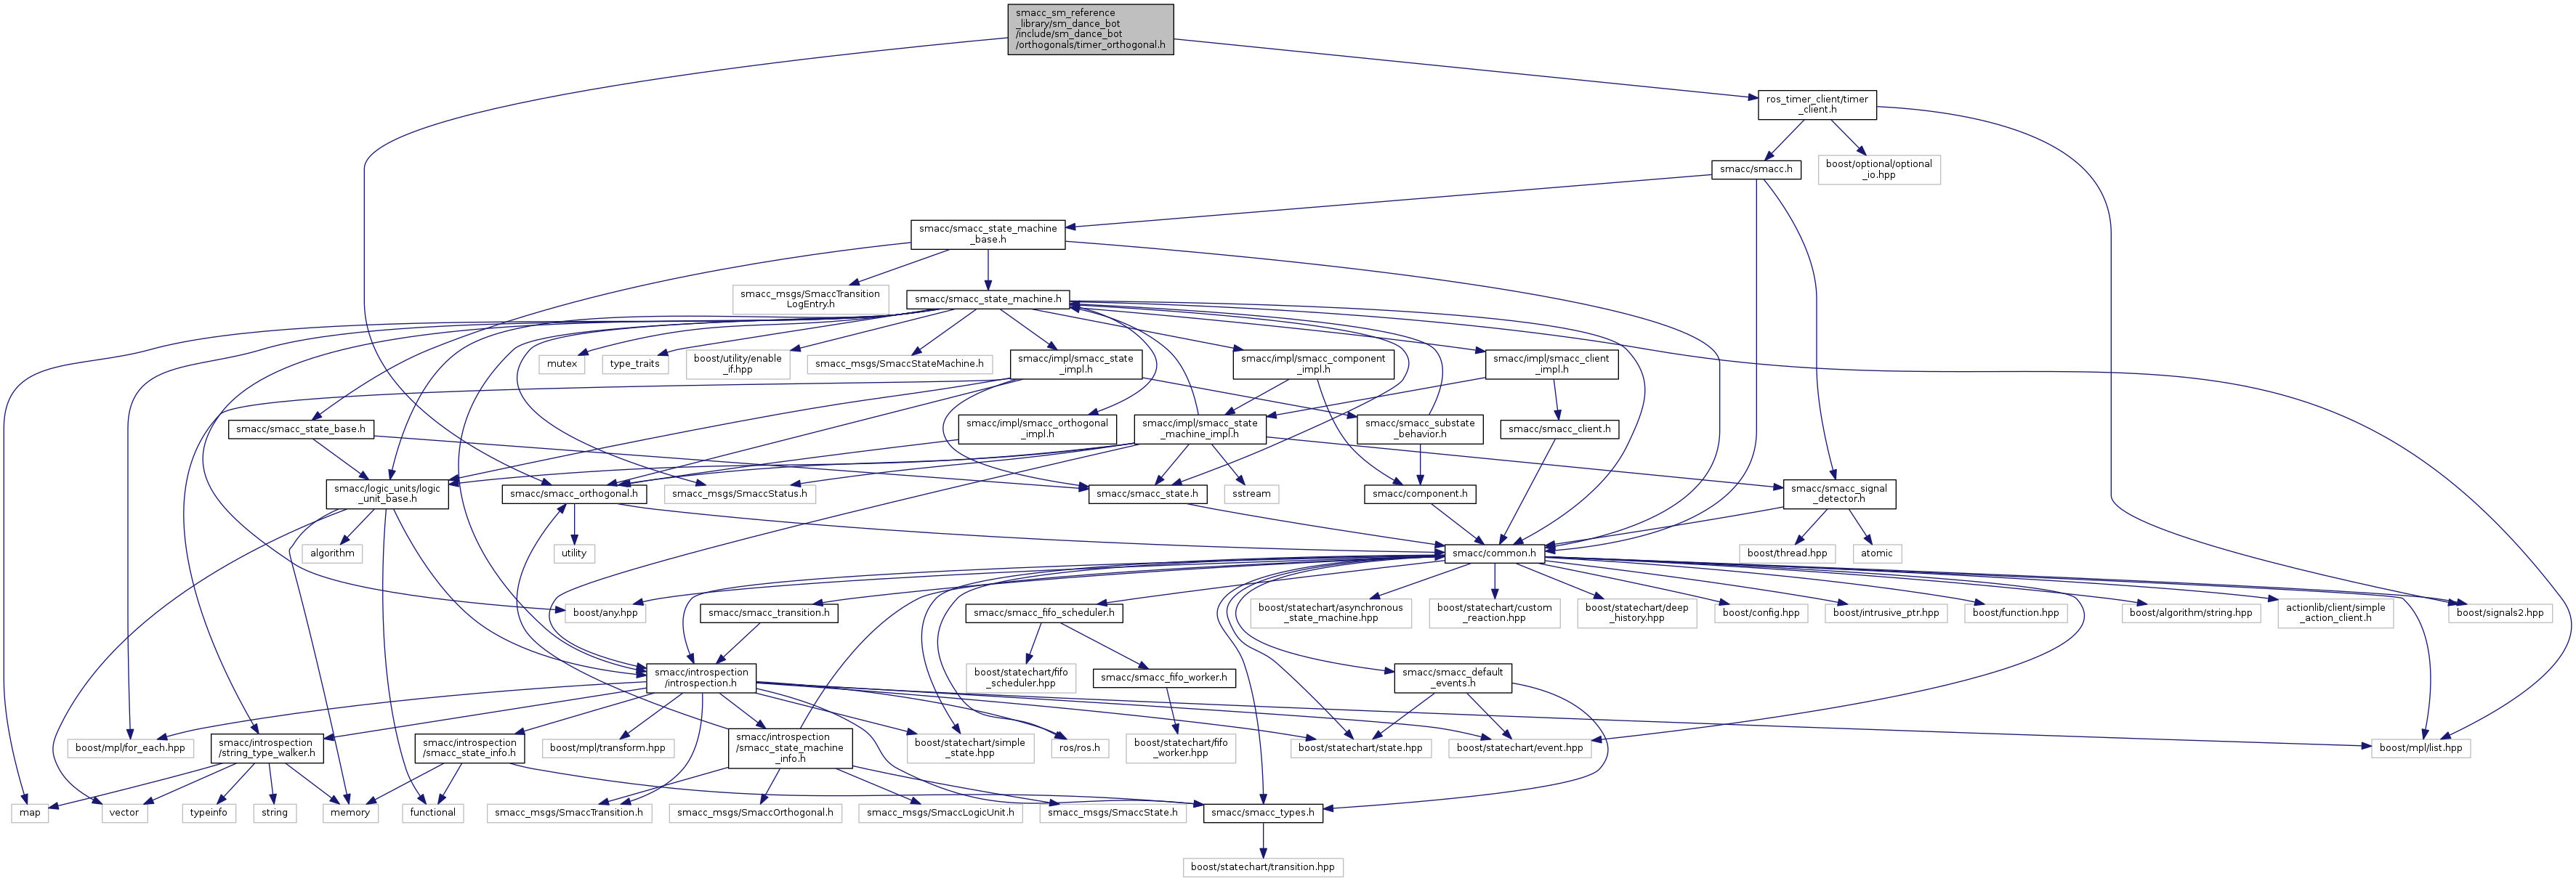 smacc_sm_reference
_library/sm_dance_bot
/include/sm_dance_bot
/orthogonals/timer_orthogonal.h
ros_timer_client/timer
_client.h
smacc/smacc.h
boost/optional/optional
_io.hpp
smacc/smacc_state_machine
_base.h
smacc_msgs/SmaccTransition
LogEntry.h
smacc/smacc_state_machine.h
mutex
type_traits
boost/utility/enable
_if.hpp
smacc_msgs/SmaccStateMachine.h
smacc/impl/smacc_state
_impl.h
smacc/impl/smacc_component
_impl.h
smacc/impl/smacc_client
_impl.h
smacc/smacc_state_base.h
smacc/impl/smacc_orthogonal
_impl.h
smacc/impl/smacc_state
_machine_impl.h
smacc/smacc_substate
_behavior.h
smacc/smacc_client.h
smacc/logic_units/logic
_unit_base.h
smacc/smacc_orthogonal.h
smacc_msgs/SmaccStatus.h
smacc/smacc_state.h
sstream
smacc/component.h
smacc/smacc_signal
_detector.h
algorithm
utility
smacc/common.h
boost/thread.hpp
atomic
boost/any.hpp
smacc/smacc_transition.h
smacc/smacc_fifo_scheduler.h
boost/statechart/asynchronous
_state_machine.hpp
boost/statechart/custom
_reaction.hpp
boost/statechart/deep
_history.hpp
boost/config.hpp
boost/intrusive_ptr.hpp
boost/function.hpp
boost/algorithm/string.hpp
actionlib/client/simple
_action_client.h
boost/signals2.hpp
smacc/introspection
/introspection.h
boost/statechart/fifo
_scheduler.hpp
smacc/smacc_fifo_worker.h
smacc/smacc_default
_events.h
boost/mpl/for_each.hpp
smacc/introspection
/string_type_walker.h
smacc/introspection
/smacc_state_info.h
boost/mpl/transform.hpp
smacc/introspection
/smacc_state_machine
_info.h
boost/statechart/simple
_state.hpp
ros/ros.h
boost/statechart/fifo
_worker.hpp
boost/statechart/state.hpp
boost/statechart/event.hpp
boost/mpl/list.hpp
map
vector
typeinfo
string
memory
functional
smacc_msgs/SmaccTransition.h
smacc_msgs/SmaccOrthogonal.h
smacc_msgs/SmaccLogicUnit.h
smacc_msgs/SmaccState.h
smacc/smacc_types.h
boost/statechart/transition.hpp